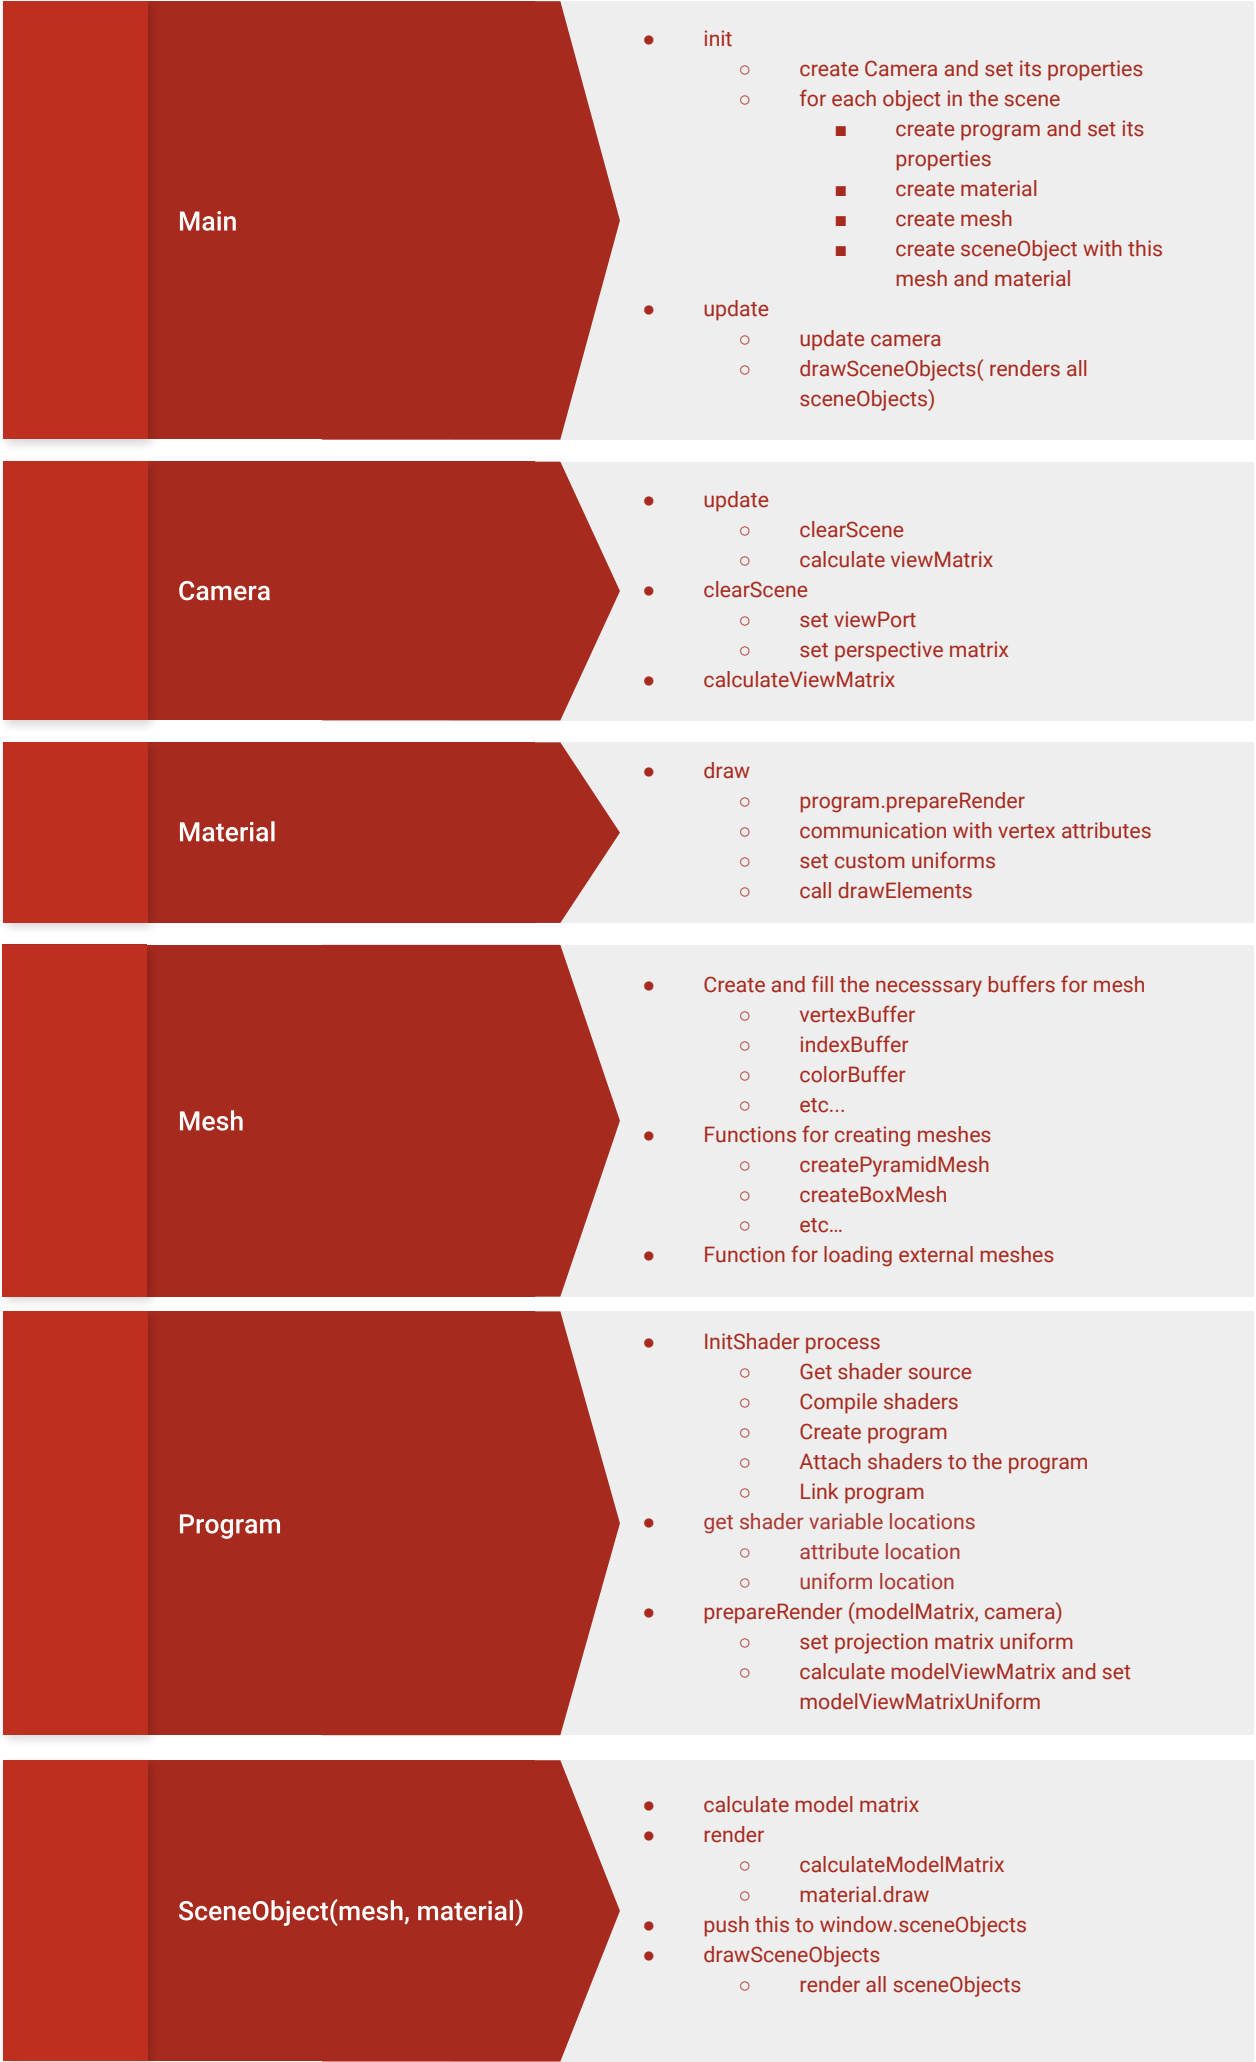 Main
● init
○ create Camera and set its properties
○ for each object in the scene
■ create program and set its
properties
■ create material
■ create mesh
■ create sceneObject with this
mesh and material
● update
○ update camera
○ drawSceneObjects( renders all
sceneObjects)
Camera
● update
○ clearScene
○ calculate viewMatrix
● clearScene
○ set viewPort
○ set perspective matrix
● calculateViewMatrix
Material
● draw
○ program.prepareRender
○ communication with vertex attributes
○ set custom uniforms
○ call drawElements
Mesh
● Create and fill the necesssary buffers for mesh
○ vertexBuffer
○ indexBuffer
○ colorBuffer
○ etc...
● Functions for creating meshes
○ createPyramidMesh
○ createBoxMesh
○ etc…
● Function for loading external meshes
Program
● InitShader process
○ Get shader source
○ Compile shaders
○ Create program
○ Attach shaders to the program
○ Link program
● get shader variable locations
○ attribute location
○ uniform location
● prepareRender (modelMatrix, camera)
○ set projection matrix uniform
○ calculate modelViewMatrix and set
modelViewMatrixUniform
SceneObject(mesh, material)
● calculate model matrix
● render
○ calculateModelMatrix
○ material.draw
● push this to window.sceneObjects
● drawSceneObjects
○ render all sceneObjects